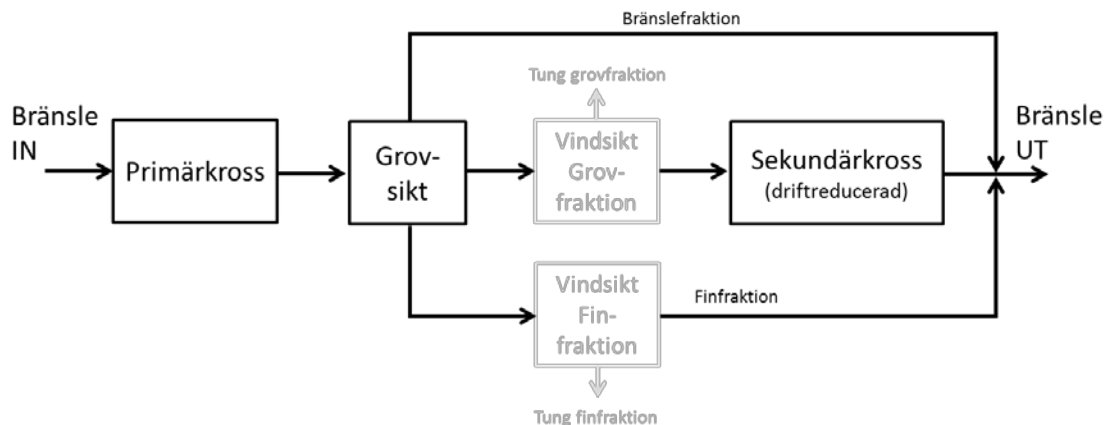 Bränslefraktion
Tung grovfraktion
Bränsle
IN
Primärkross
Grov-
sikt
Vindsikt
Grov-
fraktion
Sekundärkross
(driftreducerad)
Bränsle
UT
Vindsikt
Fin-
fraktion
Finfraktion
Tung finfraktion